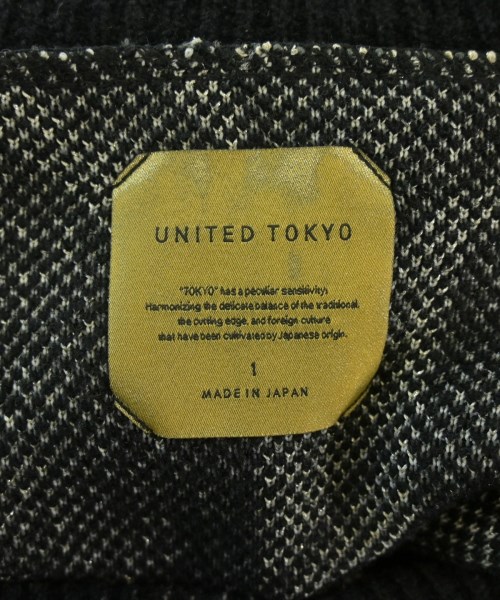 UNITED TOKYO
"TOKYO" has a peculiar sensitivity.
Harmonizing the delicate balance of the traditional,
the cutting edge, and foreign culture
that have been cultivated by Japanese origin.
1
MADE IN JAPAN